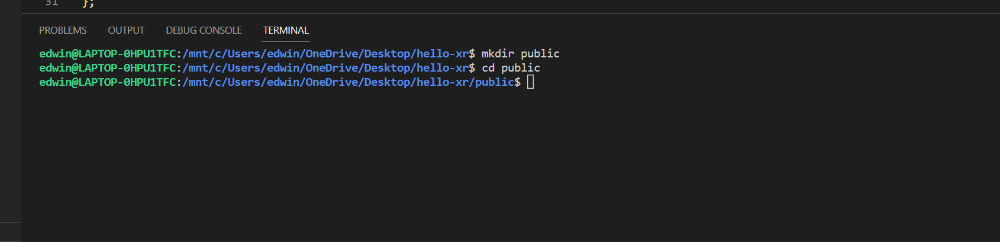 31 };
PROBLEMS OUTPUT DEBUG CONSOLE TERMINAL
edwin@LAPTOP-0HPU1TFC:/mnt/c/Users/edwin/OneDrive/Desktop/hello-xr$ mkdir public
edwin@LAPTOP-0HPU1TFC:/mnt/c/Users/edwin/OneDrive/Desktop/hello-xr$ cd public
edwin@LAPTOP-0HPU1TFC:/mnt/c/Users/edwin/OneDrive/Desktop/hello-xr/public$